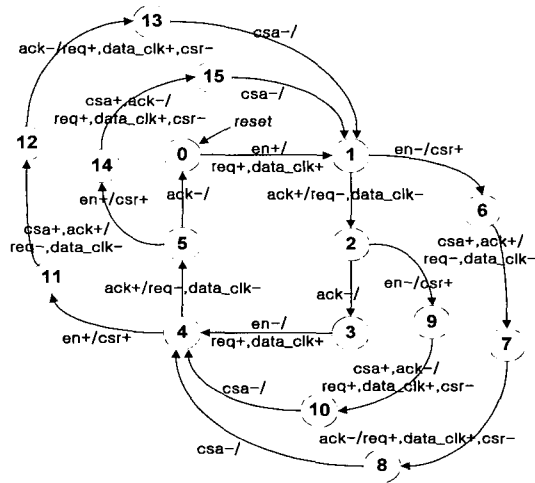 13
csa−/
ack−/req+,data_clk+,csr−
15
csa+,ack−/
req+,data_clk+,csr−
csa−/
reset
12
14
0
en+/
req+,data_clk+
1
en−/csr+
en+/csr+
ack−/
ack+/req−,data_clk−
6
csa+,ack+/
req−,data_clk−
csa+,ack+/
req−,data_clk−
5
2
en−/csr+
11
ack+/req−,data_clk−
ack−/
9
en+/csr+
4
en−/
req+,data_clk+
3
7
csa+,ack−/
req+,data_clk+,csr−
csa−/
10
ack−/req+,data_clk+,csr−
csa−/
8